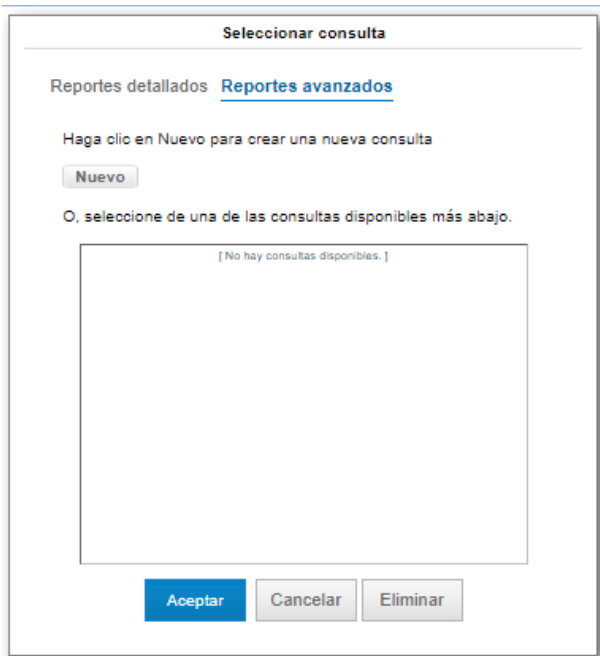 Seleccionar consulta
Reportes detallados Reportes avanzados
Haga clic en Nuevo para crear una nueva consulta
Nuevo
O, seleccione de una de las consultas disponibles más abajo.
[ No hay consultas disponibles. ]
Aceptar Cancelar Eliminar